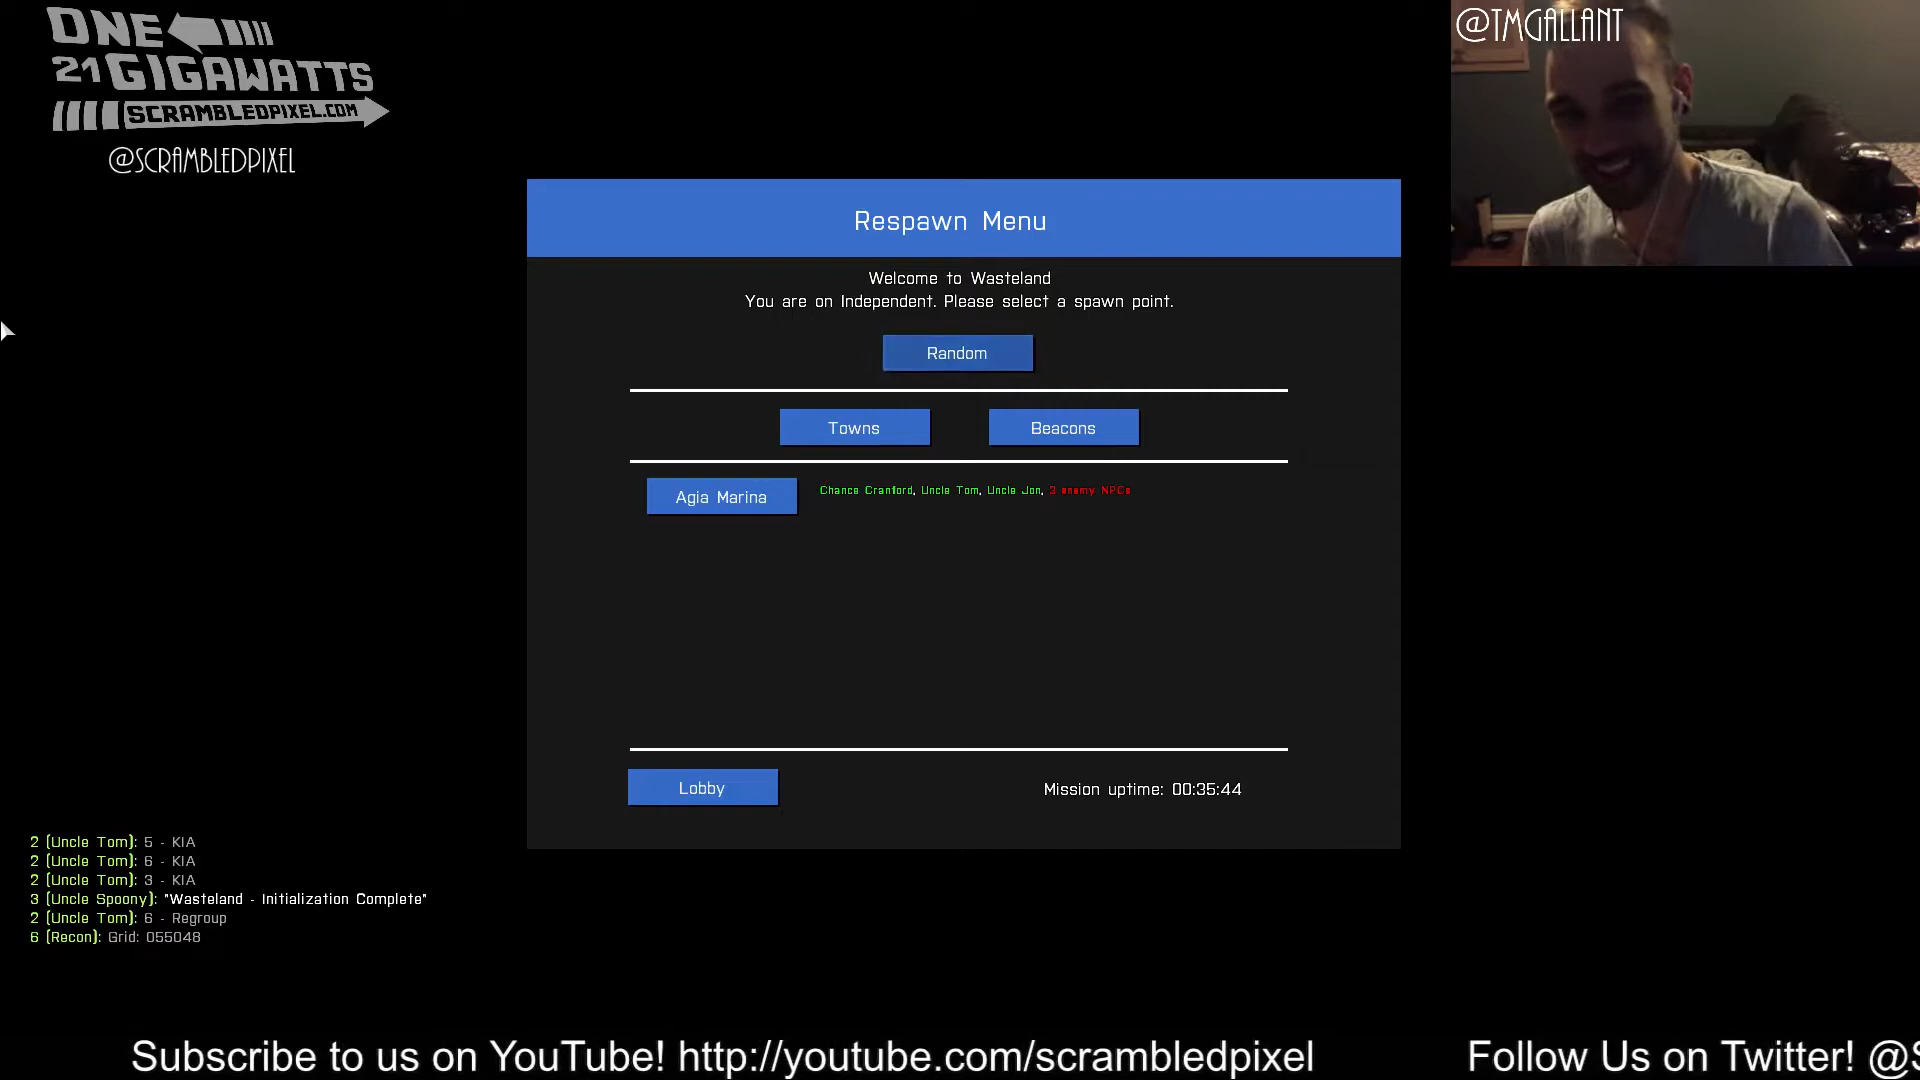 ONE
21 GIGAWATTS
SCRAMBLEDPIXEL.COM
@SCRAMBLEDPIXEL
@TMGALLANT
Respawn Menu
Welcome to Wasteland
You are on Independent. Please select a spawn point.
Random
Towns
Beacons
Agia Marina
Chance Cranford, Uncle Tom, Uncle Jon, 3 enemy NPCs
Lobby
Mission uptime: 00:35:44
2 (Uncle Tom): 5 - KIA
2 (Uncle Tom): 6 - KIA
2 (Uncle Tom): 3 - KIA
3 (Uncle Spoony): "Wasteland - Initialization Complete"
2 (Uncle Tom): 6 - Regroup
6 (Recon): Grid: 055048
Subscribe to us on YouTube! http://youtube.com/scrambledpixel
Follow Us on Twitter! @S